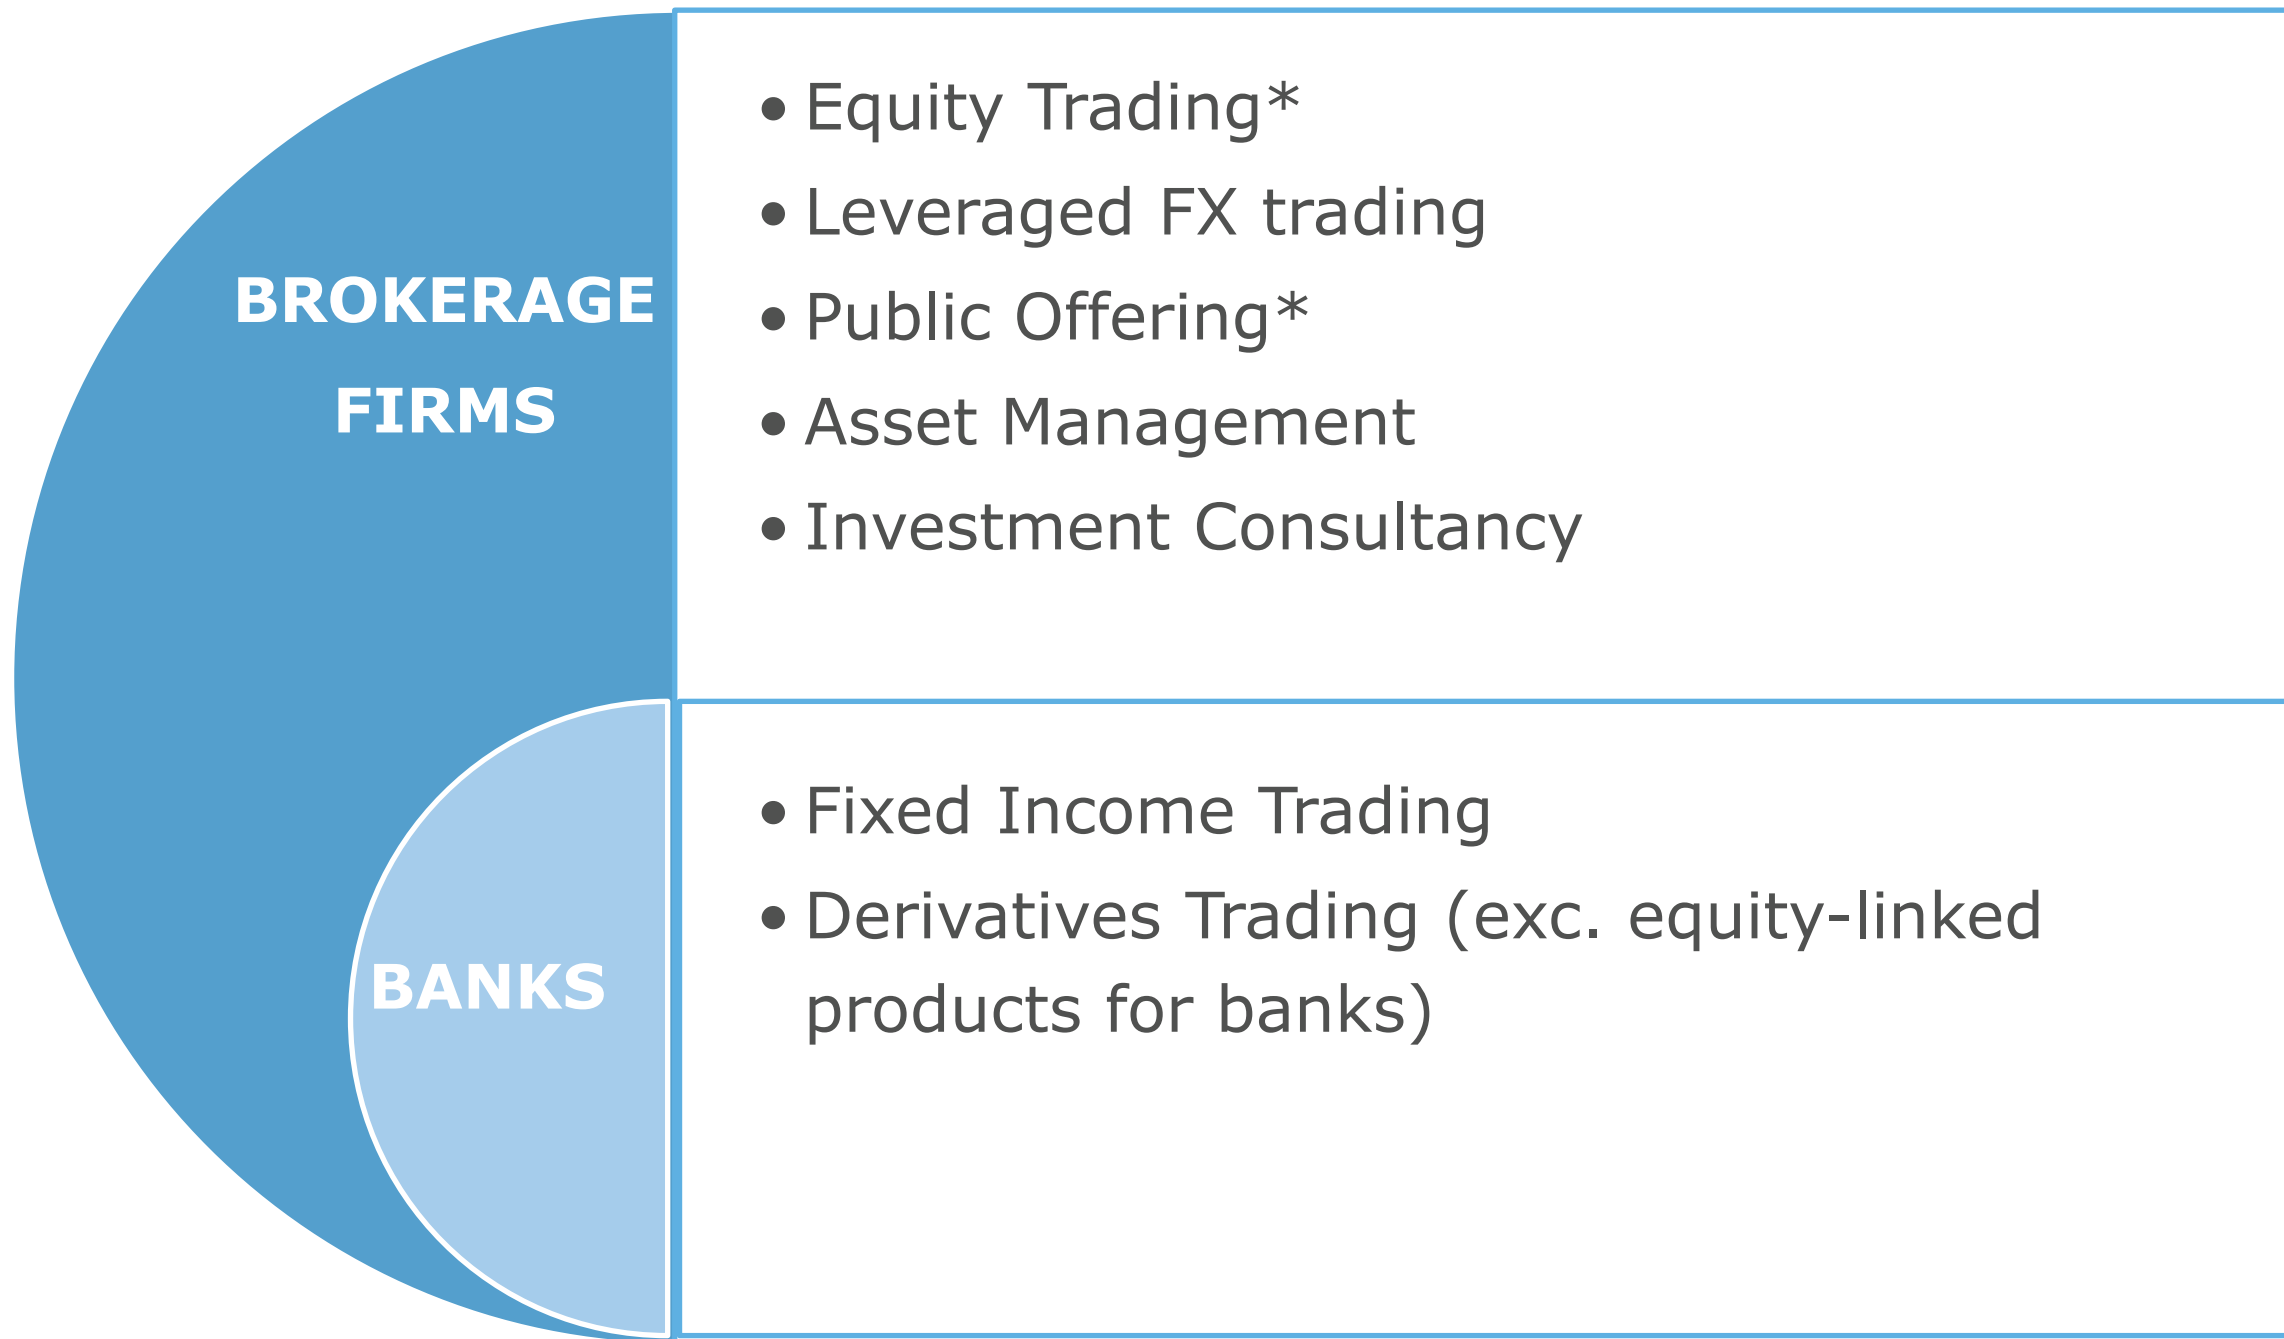 BROKERAGE
FIRMS
• Equity Trading*
• Leveraged FX trading
• Public Offering*
• Asset Management
• Investment Consultancy
BANKS
• Fixed Income Trading
• Derivatives Trading (exc. equity-linked
products for banks)